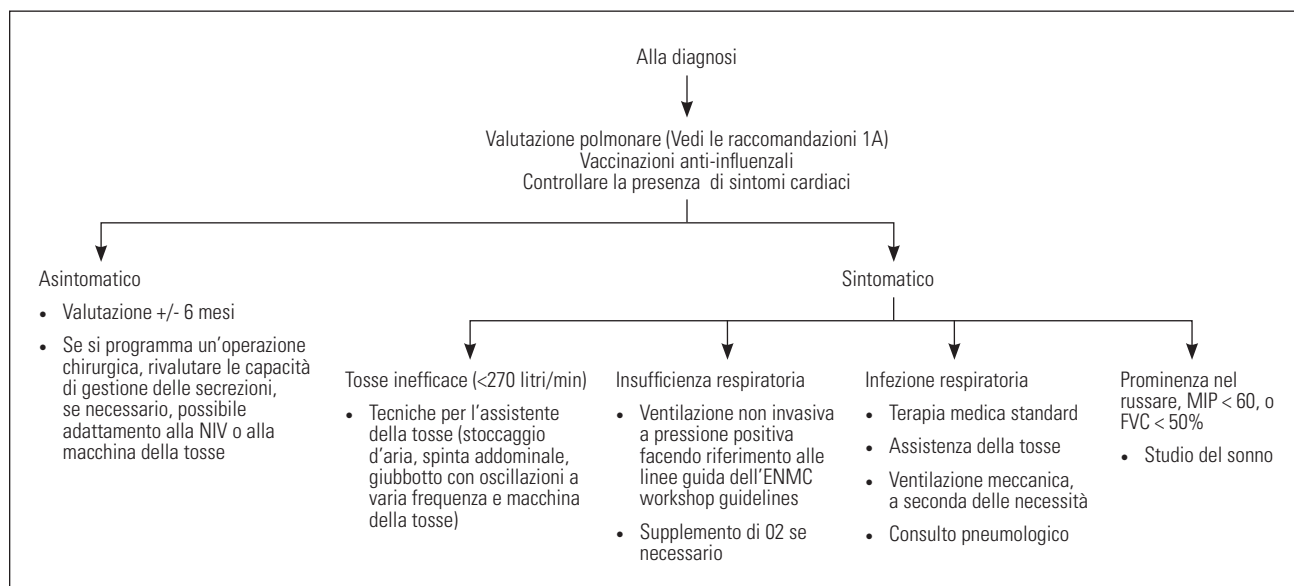 Alla diagnosi
Valutazione polmonare (Vedi le raccomandazioni 1A)
Vaccinazioni anti-influenzali
Controllare la presenza di sintomi cardiaci
Asintomatico
• Valutazione +/- 6 mesi
• Se si programma un'operazione
chirurgica, rivalutare le capacità
di gestione delle secrezioni,
se necessario, possibile
adattamento alla NIV o alla
macchina della tosse
Sintomatico
Tosse inefficace (<270 litri/min)
• Tecniche per l'assistente
della tosse (stoccaggio
d'aria, spinta addominale,
giubbotto con oscillazioni a
varia frequenza e macchina
della tosse)
Insufficienza respiratoria
• Ventilazione non invasiva
a pressione positiva
facendo riferimento alle
linee guida dell'ENMC
workshop guidelines
• Supplemento di 02 se
necessario
Infezione respiratoria
• Terapia medica standard
• Assistenza della tosse
• Ventilazione meccanica,
a seconda delle necessità
• Consulto pneumologico
Prominenza nel
russare, MIP < 60, o
FVC < 50%
• Studio del sonno